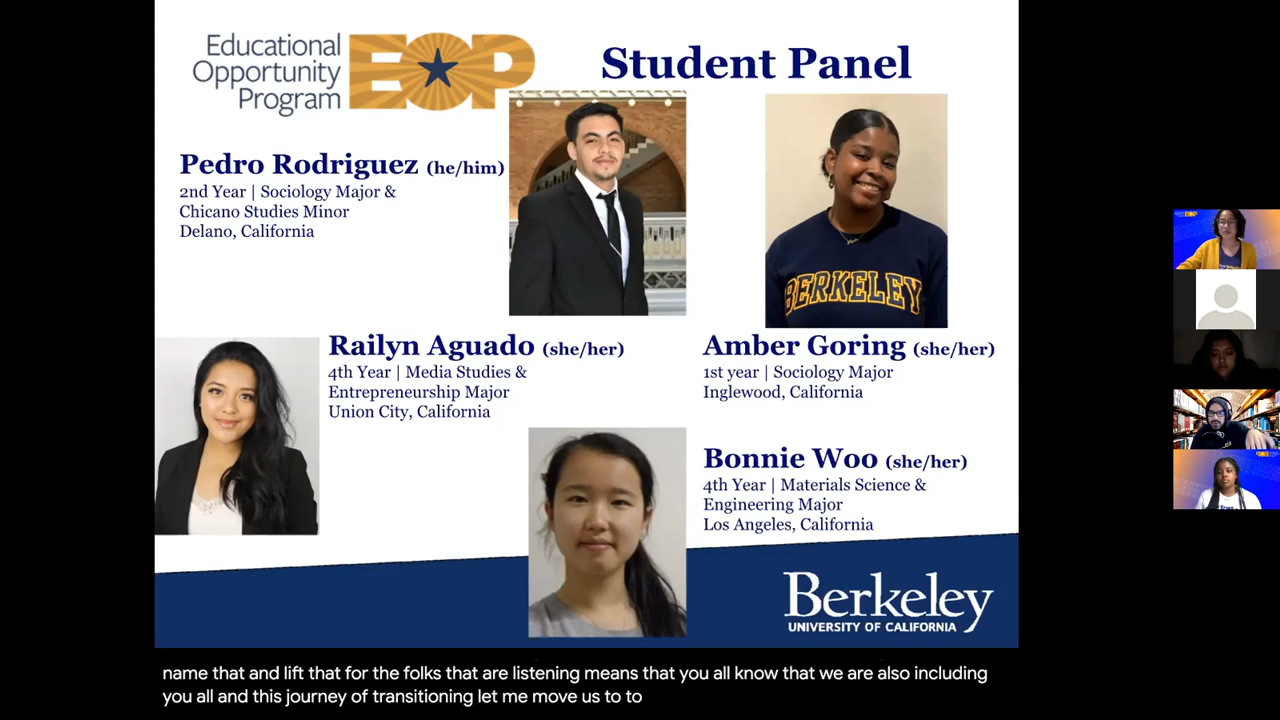 Educational
Opportunity
Program
EOP
Student Panel
Pedro Rodriguez (he/him)
2nd Year | Sociology Major &
Chicano Studies Minor
Delano, California
BERKELEY
Railyn Aguado (she/her)
4th Year | Media Studies &
Entrepreneurship Major
Union City, California
Amber Goring (she/her)
1st year | Sociology Major
Inglewood, California
Bonnie Woo (she/her)
4th Year | Materials Science &
Engineering Major
Los Angeles, California
Berkeley
UNIVERSITY OF CALIFORNIA
name that and lift that for the folks that are listening means that you all know that we are also including
you all and this journey of transitioning let me move us to to